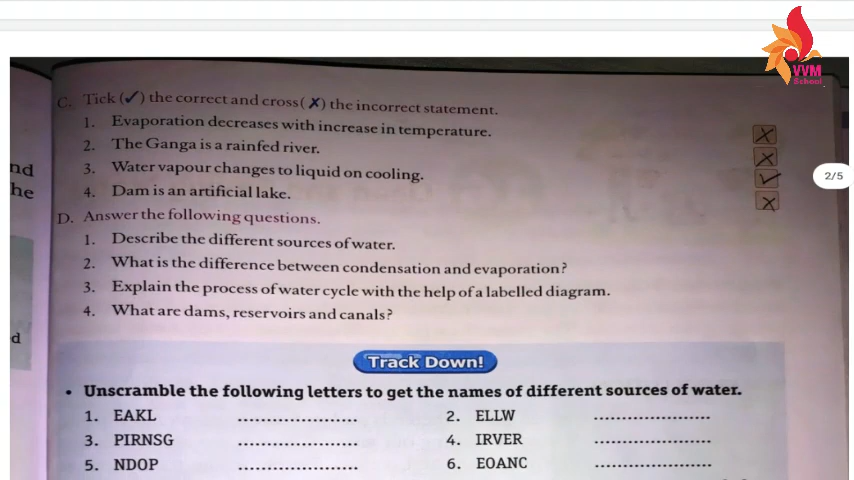 VVM
School
2/5
C. Tick (✓) the correct and cross( ✗) the incorrect statement.
1. Evaporation decreases with increase in temperature. ✗
2. The Ganga is a rainfed river. ✗
3. Water vapour changes to liquid on cooling. ✓
4. Dam is an artificial lake. ✗
nd
he
D. Answer the following questions.
1. Describe the different sources of water.
2. What is the difference between condensation and evaporation?
3. Explain the process of water cycle with the help of a labelled diagram.
4. What are dams, reservoirs and canals?
d
Track Down!
• Unscramble the following letters to get the names of different sources of water.
1. EAKL .................... 2. ELLW ....................
3. PIRNSG .................... 4. IRVER ....................
5. NDOP .................... 6. EOANC ....................